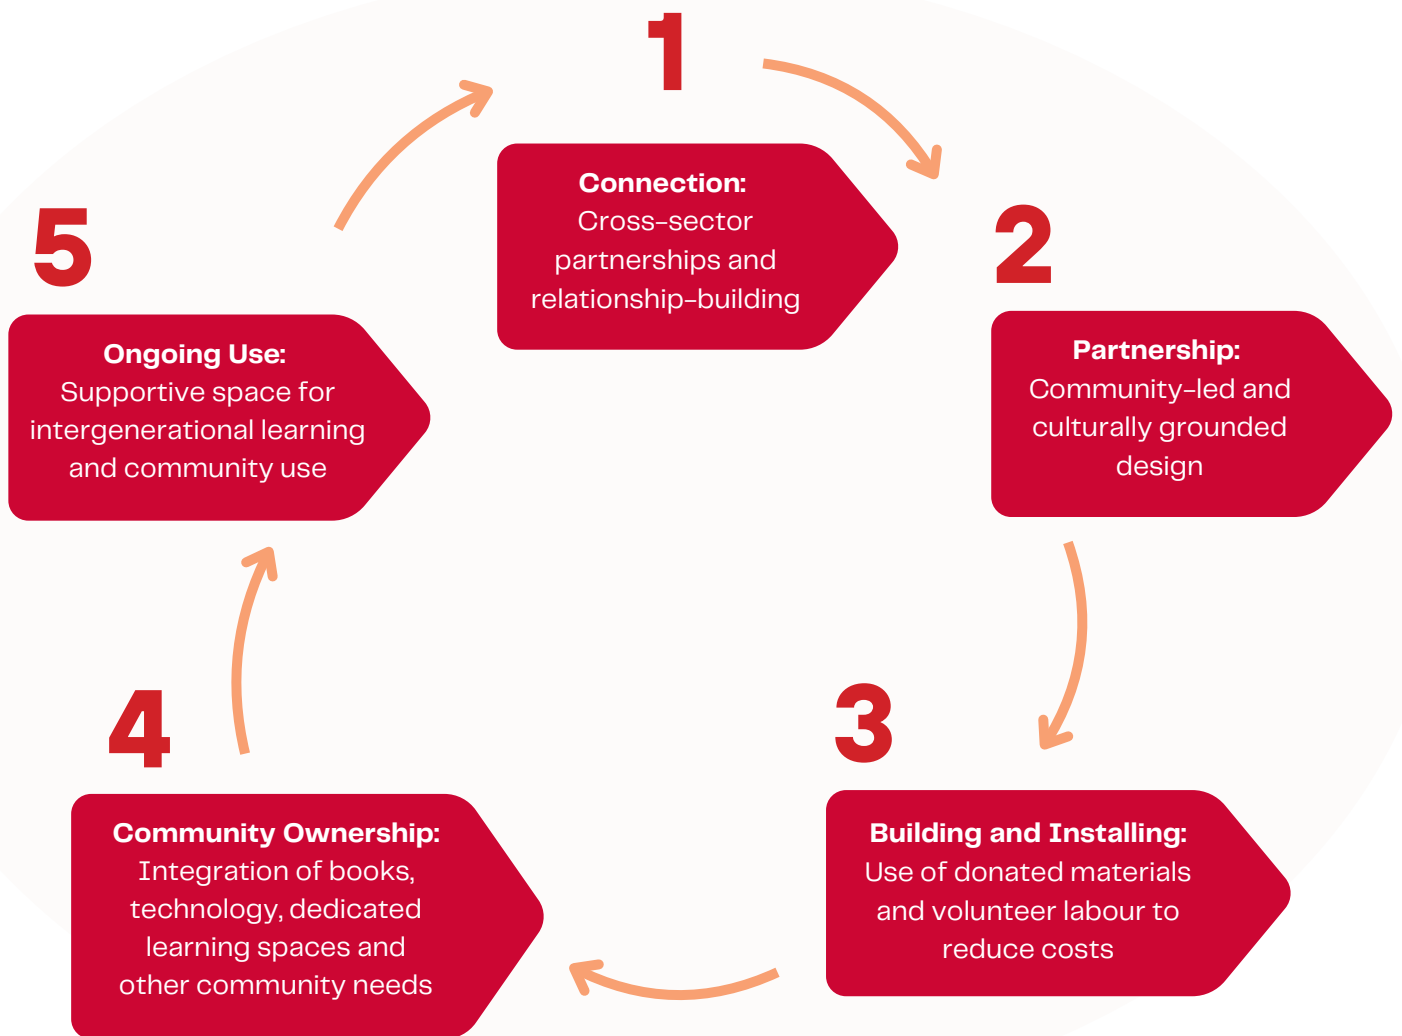 1
Connection:
Cross-sector
partnerships and
relationship-building
2
Partnership:
Community-led and
culturally grounded
design
3
Building and Installing:
Use of donated materials
and volunteer labour to
reduce costs
4
Community Ownership:
Integration of books,
technology, dedicated
learning spaces and
other community needs
5
Ongoing Use:
Supportive space for
intergenerational learning
and community use